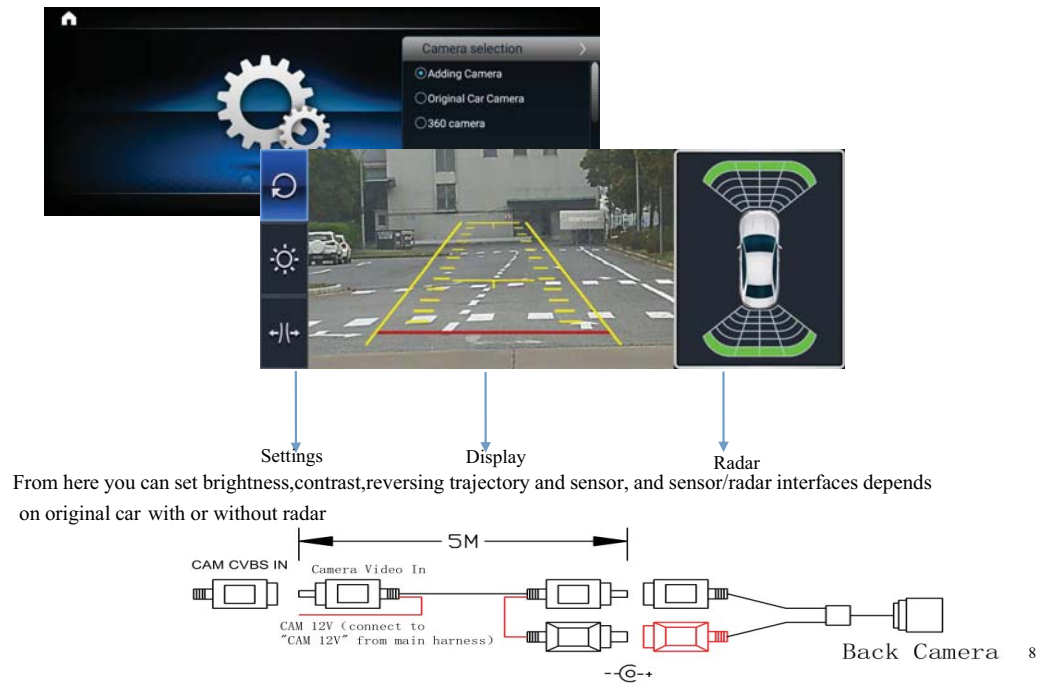 Camera selection
Adding Camera
Original Car Camera
360 camera
Settings
Display
Radar
From here you can set brightness,contrast,reversing trajectory and sensor, and sensor/radar interfaces depends
on original car with or without radar
5M
CAM CVBS IN
Camera Video In
CAM 12V (connect to
"CAM 12V" from main harness)
Back Camera
8